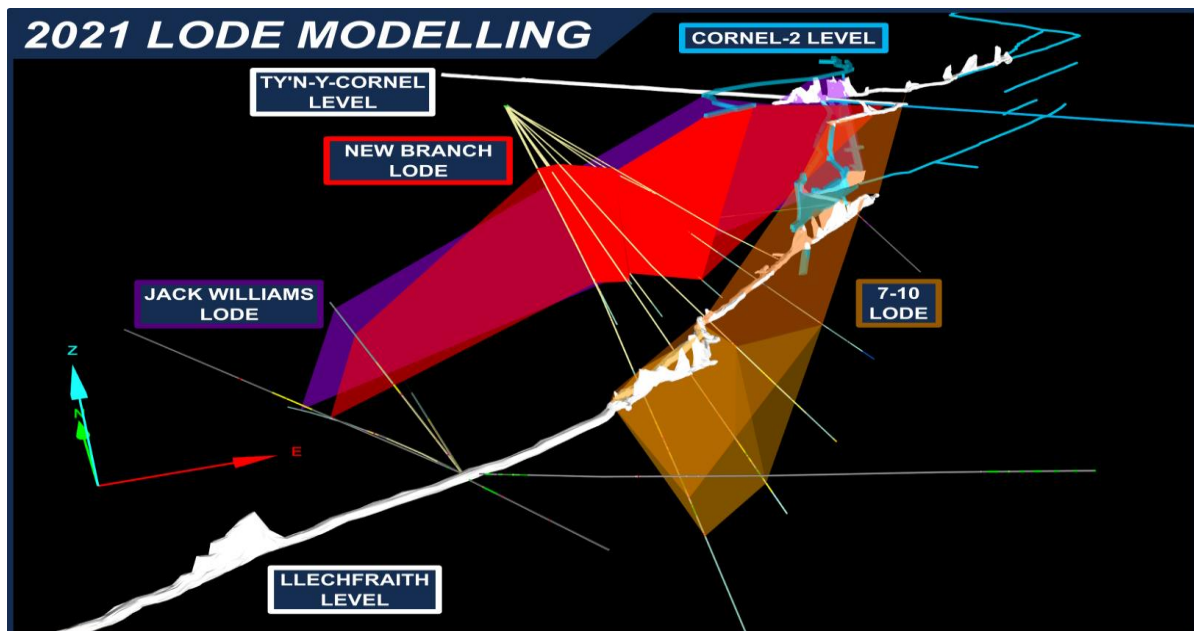 2021 LODE MODELLING
CORNEL-2 LEVEL
TY'N-Y-CORNEL
LEVEL
NEW BRANCH
LODE
JACK WILLIAMS
LODE
7-10
LODE
Z
N
E
LLECHFRAITH
LEVEL